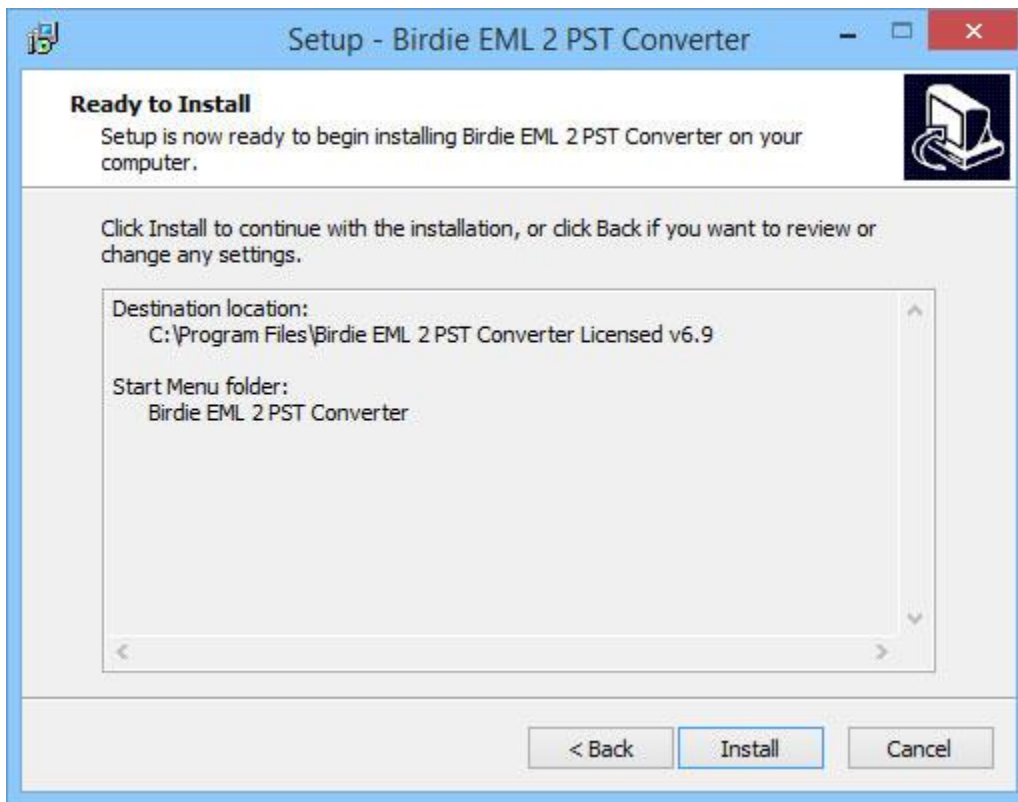 Setup - Birdie EML 2 PST Converter
Ready to Install
Setup is now ready to begin installing Birdie EML 2 PST Converter on your
computer.
Click Install to continue with the installation, or click Back if you want to review or
change any settings.
Destination location:
C:\Program Files\Birdie EML 2 PST Converter Licensed v6.9
Start Menu folder:
Birdie EML 2 PST Converter
< Back
Install
Cancel